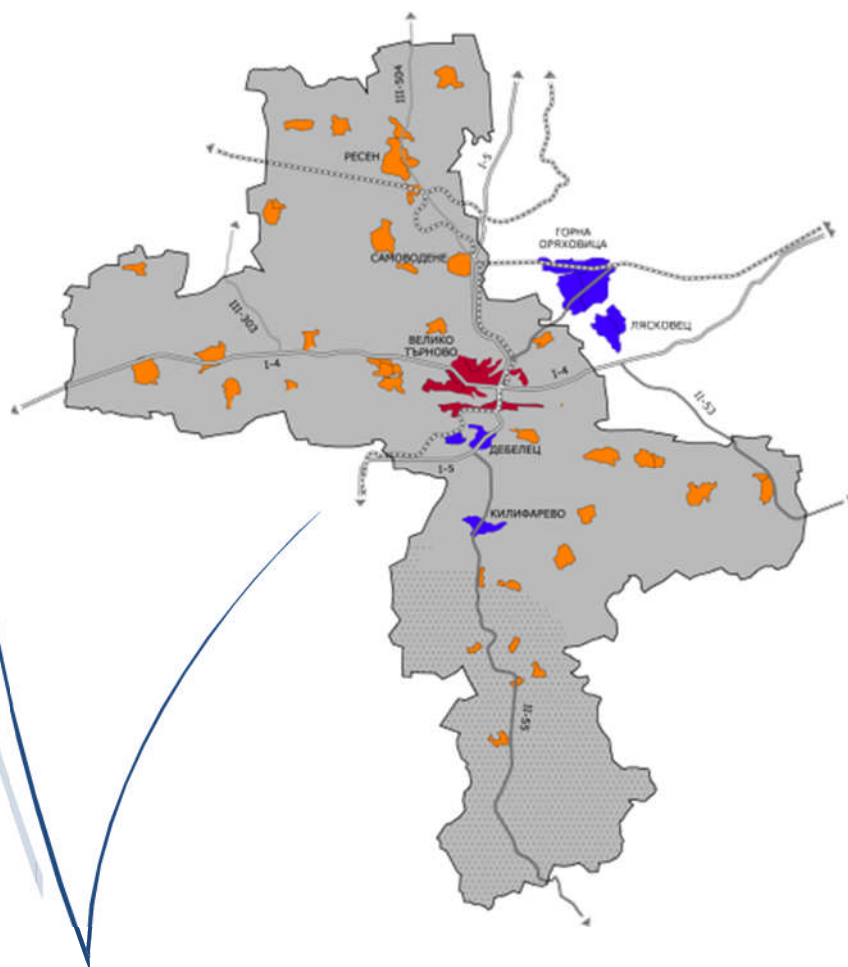 III-504
РЕСЕН
I-5
ГОРНА
ОРЯХОВИЦА
САМОВОДЕНЕ
III-303
ЛЯСКОВЕЦ
ВЕЛИКО
ТЪРНОВО
I-4
I-4
II-53
ДЕБЕЛЕЦ
I-5
КИЛИФАРЕВО
II-55